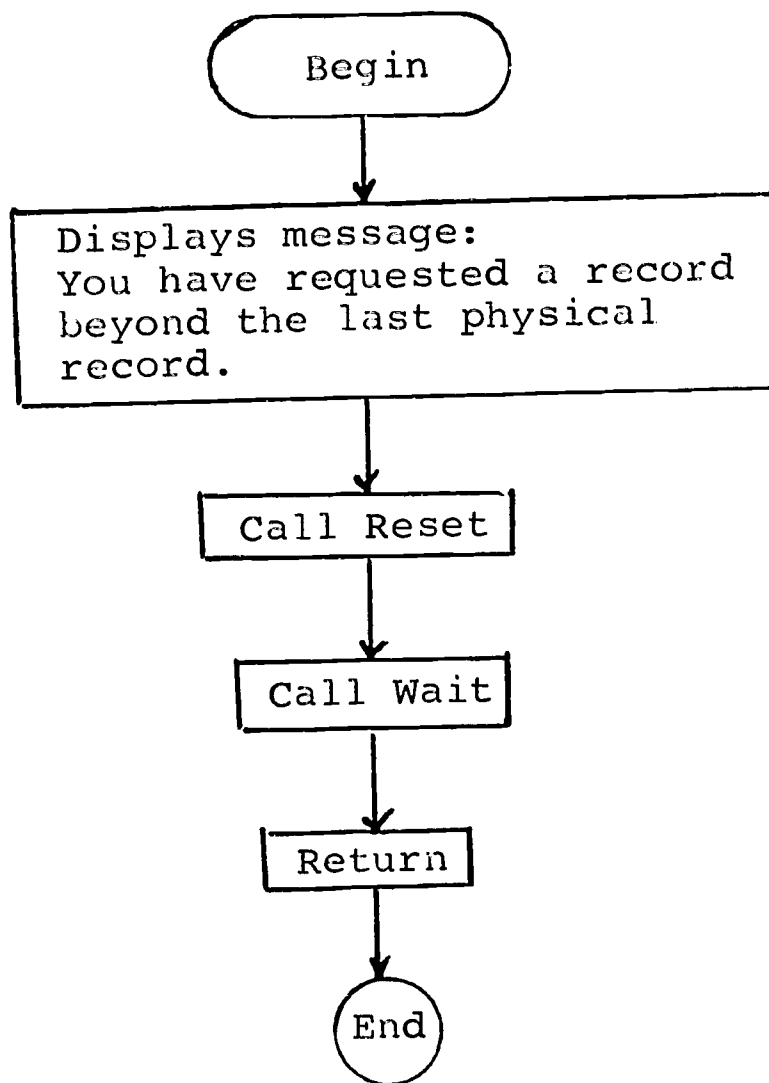 Begin
Displays message:
You have requested a record
beyond the last physical
record.
Call Reset
Call Wait
Return
End